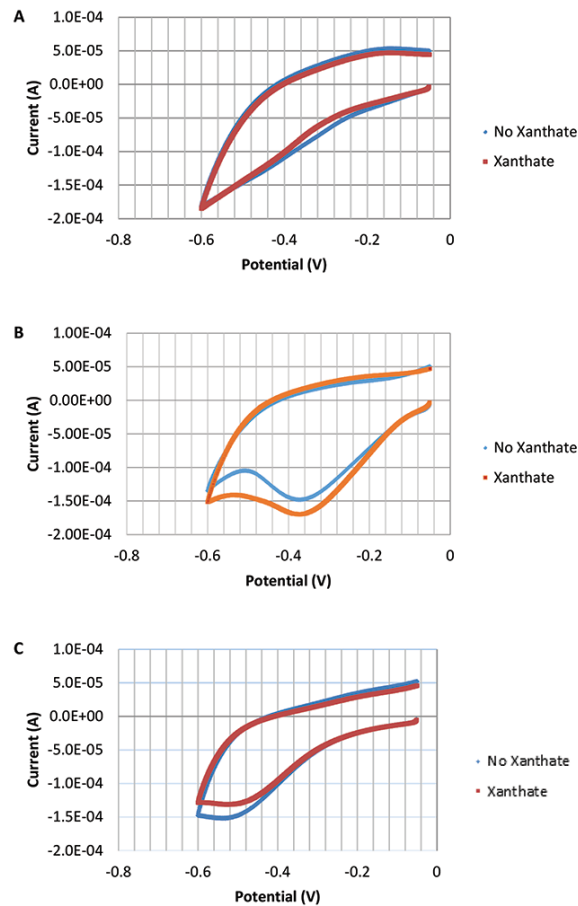 A
1.0E-04
5.0E-05
0.0E+00
-5.0E-05
-1.0E-04
-1.5E-04
-2.0E-04
-0.8
-0.6
-0.4
-0.2
0
Current (A)
Potential (V)
No Xanthate
Xanthate
B
1.00E-04
5.00E-05
0.00E+00
-5.00E-05
-1.00E-04
-1.50E-04
-2.00E-04
-0.8
-0.6
-0.4
-0.2
0
Current (A)
Potential (V)
No Xanthate
Xanthate
C
1.0E-04
5.0E-05
0.0E+00
-5.0E-05
-1.0E-04
-1.5E-04
-2.0E-04
-0.8
-0.6
-0.4
-0.2
0
Current (A)
Potential (V)
No Xanthate
Xanthate